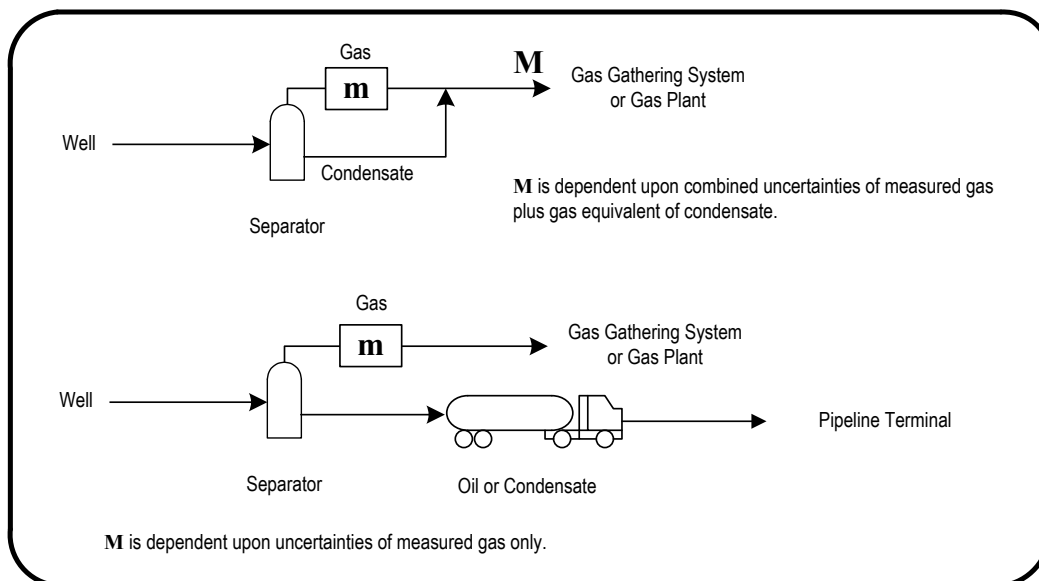 Gas
m
M
Gas Gathering System
or Gas Plant
Well
Condensate
M is dependent upon combined uncertainties of measured gas
plus gas equivalent of condensate.
Separator
Gas
m
Gas Gathering System
or Gas Plant
Well
Pipeline Terminal
Separator
Oil or Condensate
M is dependent upon uncertainties of measured gas only.